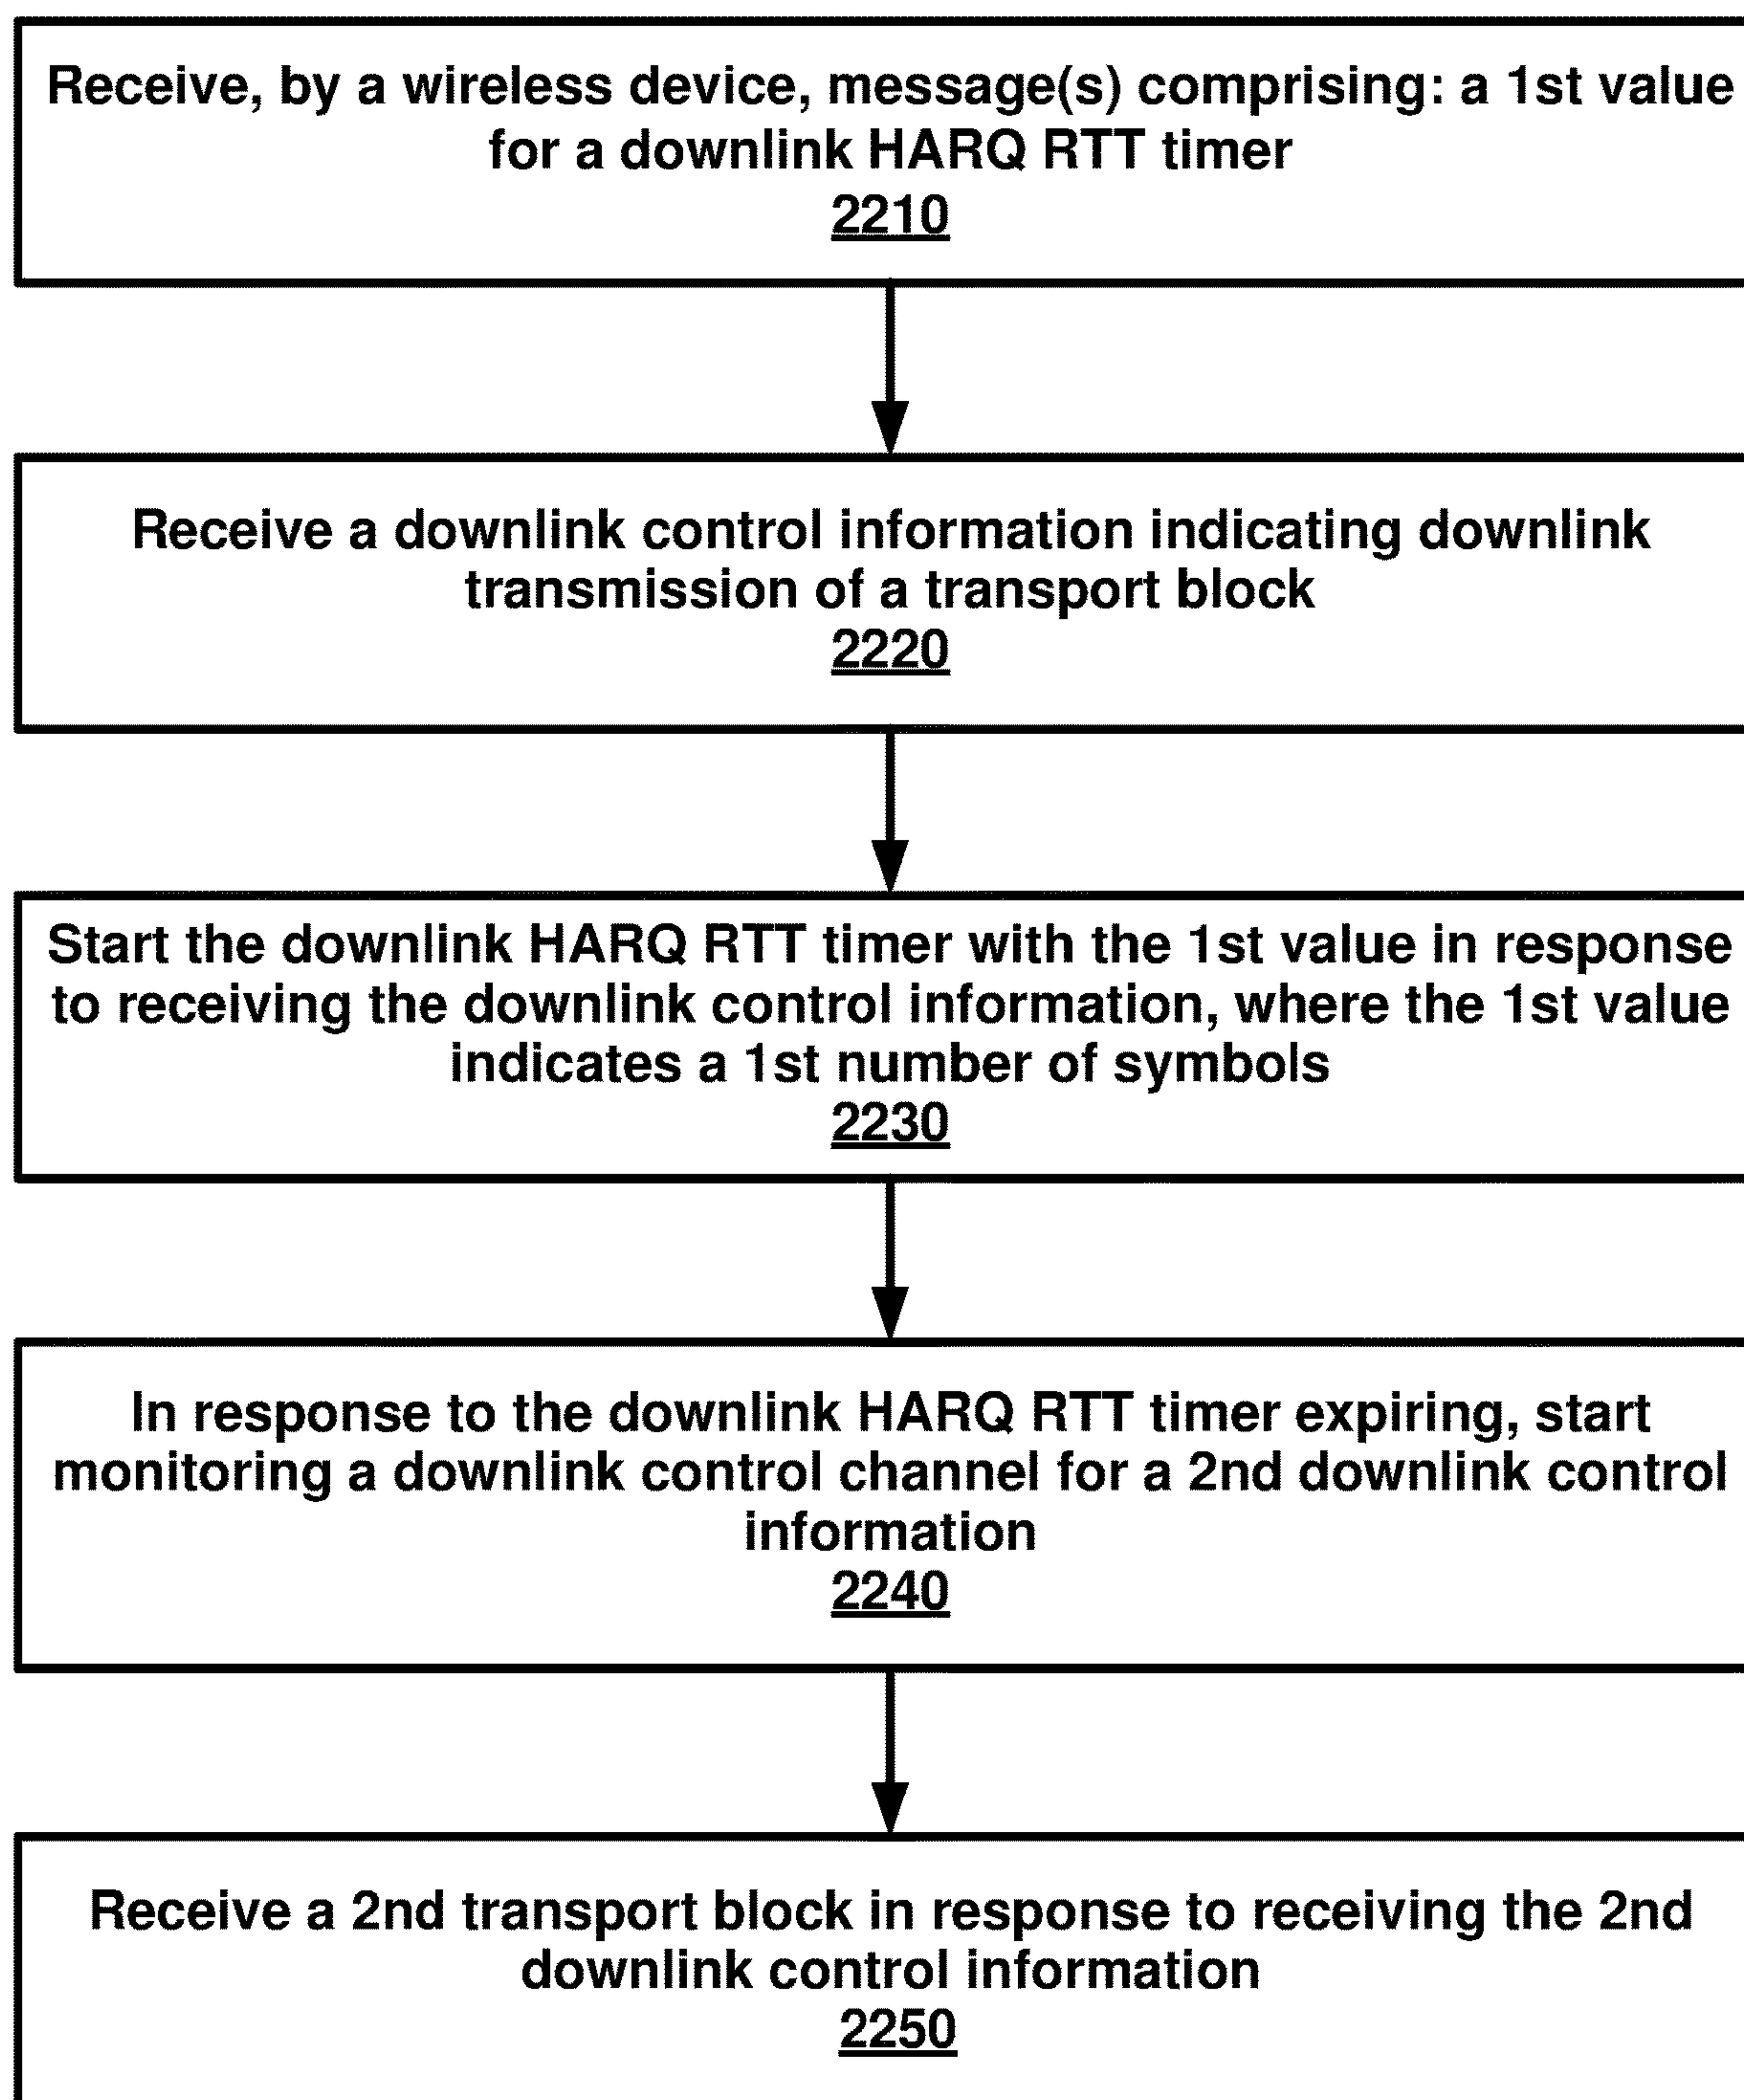 Receive, by a wireless device, message(s) comprising: a 1st value
for a downlink HARQ RTT timer
2210
Receive a downlink control information indicating downlink
transmission of a transport block
2220
Start the downlink HARQ RTT timer with the 1st value in response
to receiving the downlink control information, where the 1st value
indicates a 1st number of symbols
2230
In response to the downlink HARQ RTT timer expiring, start
monitoring a downlink control channel for a 2nd downlink control
information
2240
Receive a 2nd transport block in response to receiving the 2nd
downlink control information
2250